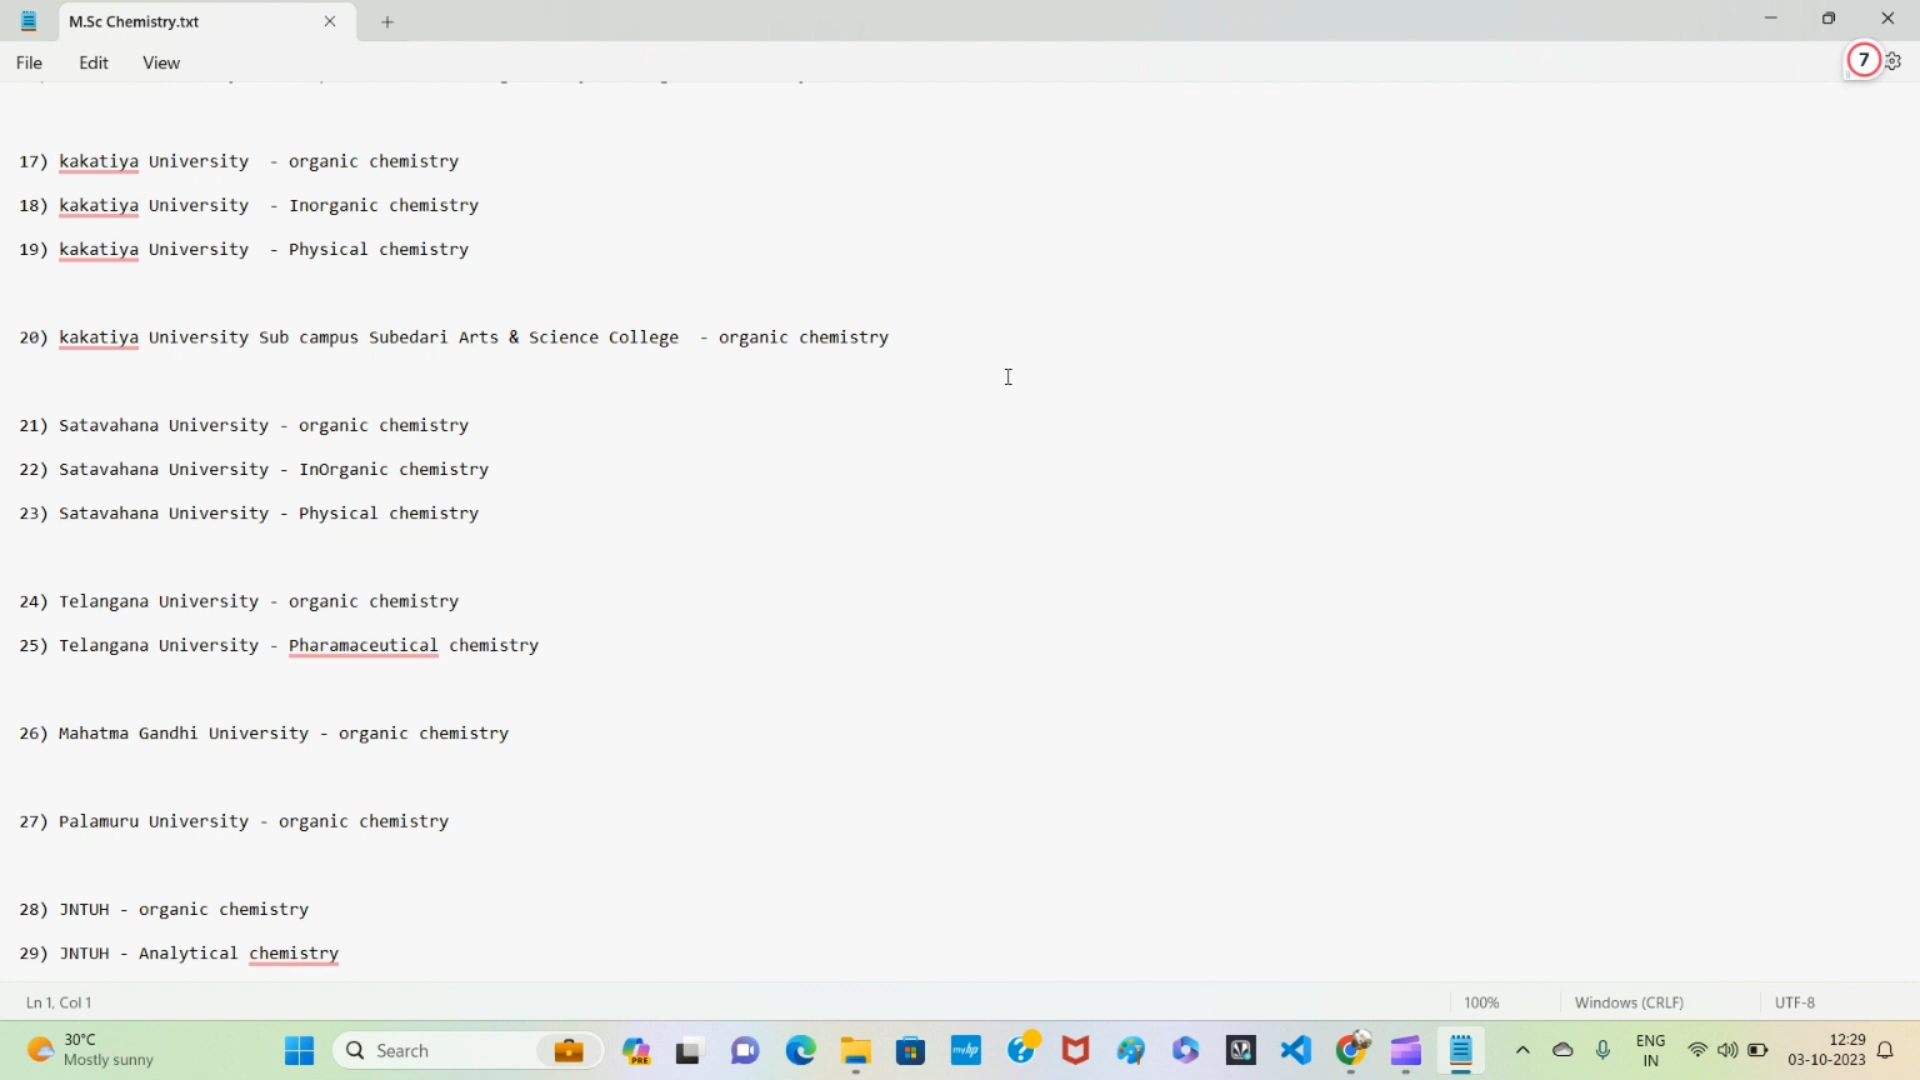 M.Sc Chemistry.txt
File Edit View
7
17) kakatiya University  - organic chemistry
18) kakatiya University  - Inorganic chemistry
19) kakatiya University  - Physical chemistry
20) kakatiya University Sub campus Subedari Arts & Science College  - organic chemistry
21) Satavahana University - organic chemistry
22) Satavahana University - InOrganic chemistry
23) Satavahana University - Physical chemistry
24) Telangana University - organic chemistry
25) Telangana University - Pharamaceutical chemistry
26) Mahatma Gandhi University - organic chemistry
27) Palamuru University - organic chemistry
28) JNTUH - organic chemistry
29) JNTUH - Analytical chemistry
Ln 1, Col 1 100% Windows (CRLF) UTF-8
30°C
Mostly sunny
Search
PRE
myhp
ENG
IN
12:29
03-10-2023